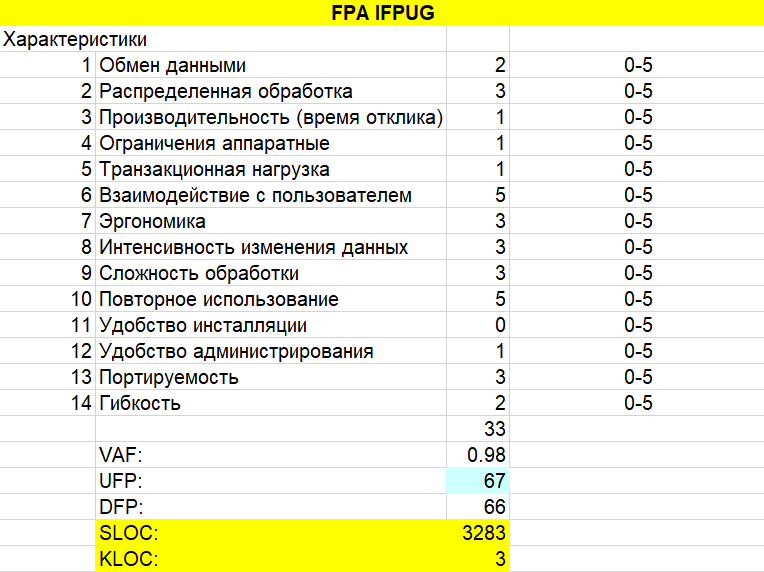 FPA IFPUG
Характеристики
1 Обмен данными 2 0-5
2 Распределенная обработка 3 0-5
3 Производительность (время отклика) 1 0-5
4 Ограничения аппаратные 1 0-5
5 Транзакционная нагрузка 1 0-5
6 Взаимодействие с пользователем 5 0-5
7 Эргономика 3 0-5
8 Интенсивность изменения данных 3 0-5
9 Сложность обработки 3 0-5
10 Повторное использование 5 0-5
11 Удобство инсталляции 0 0-5
12 Удобство администрирования 1 0-5
13 Портируемость 3 0-5
14 Гибкость 2 0-5
33
VAF: 0.98
UFP: 67
DFP: 66
SLOC: 3283
KLOC: 3